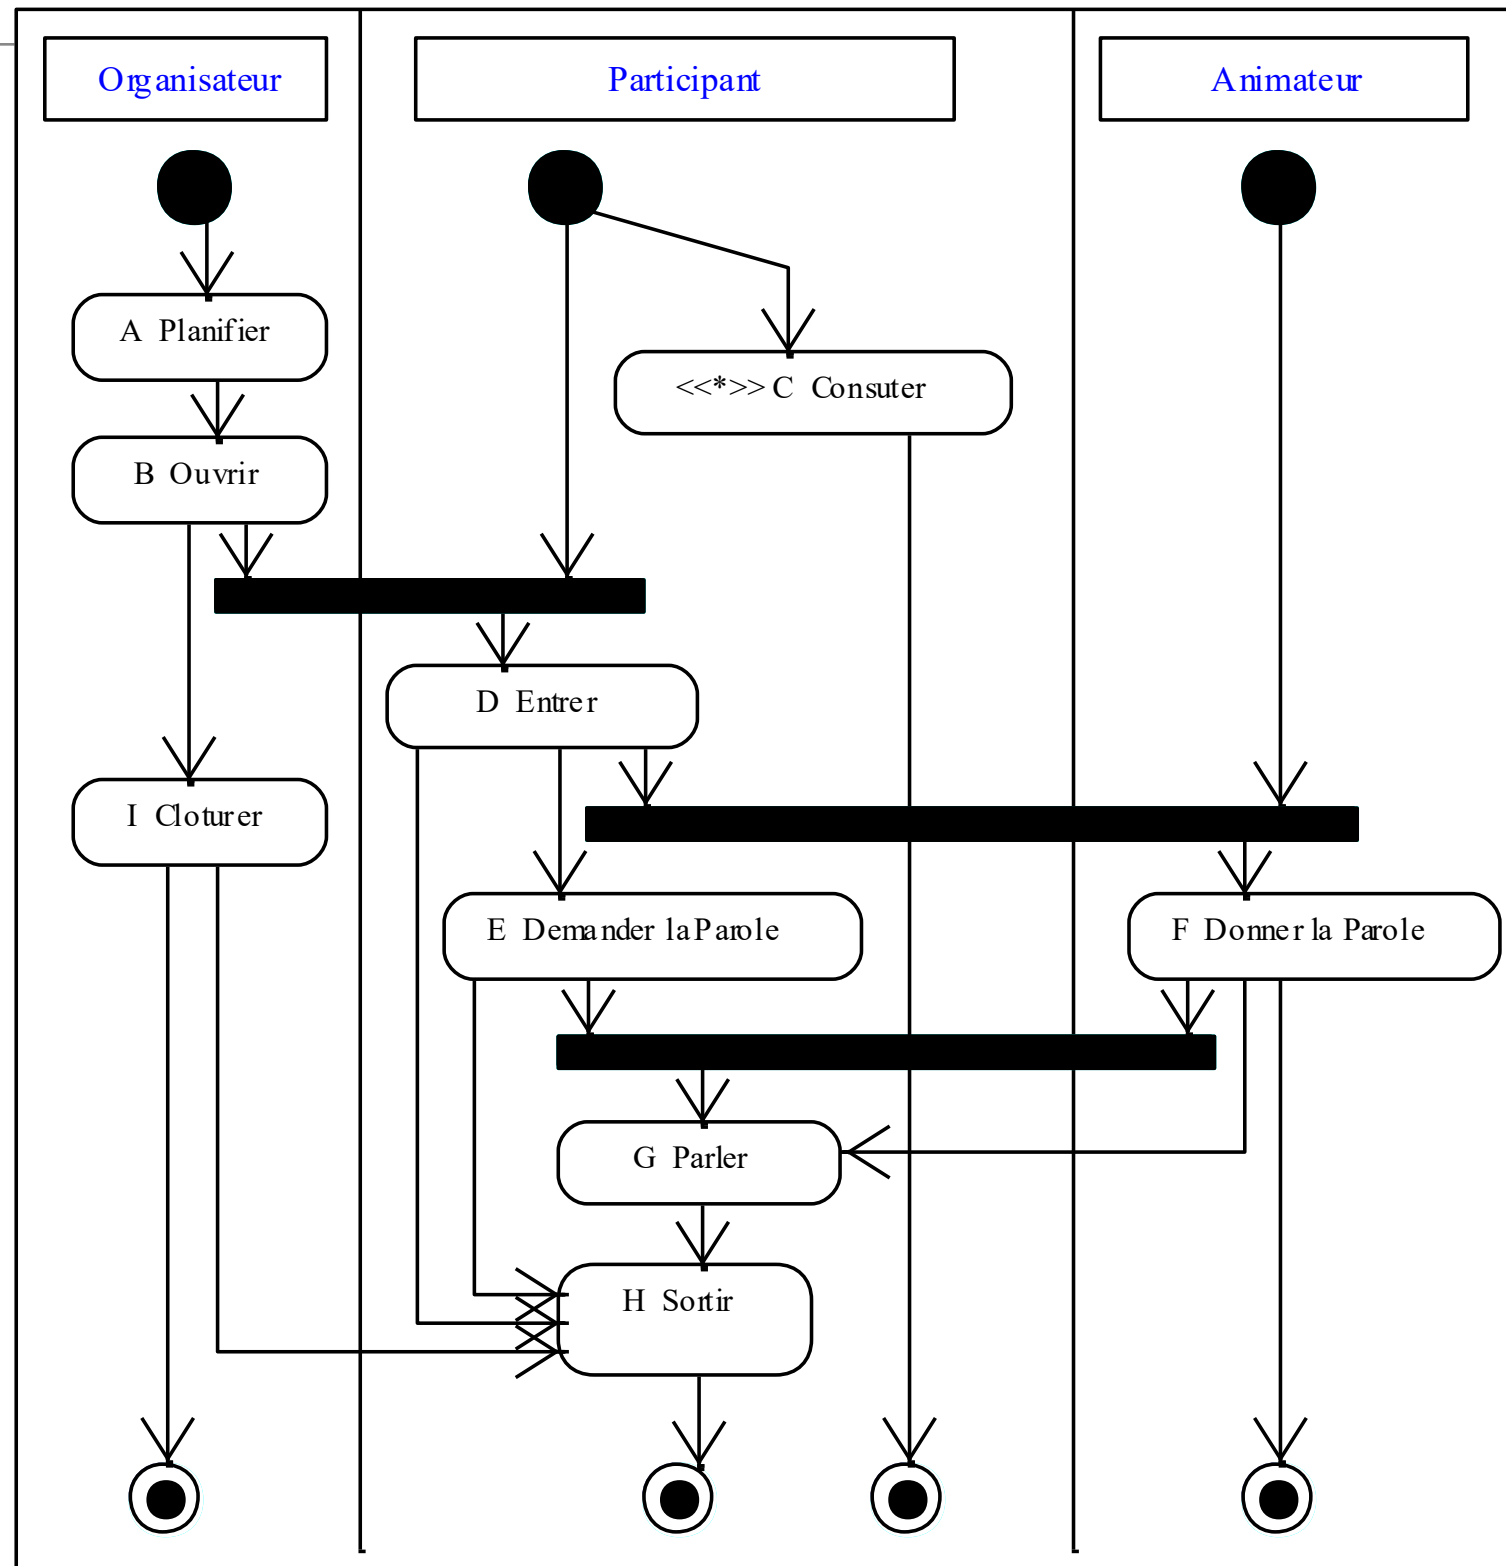 Organisateur
Participant
Animateur
A Planifier
<<*>> C Consuter
B Ouvrir
D Entrer
I Cloturer
E Demander la Parole
F Donner la Parole
G Parler
H Sortir